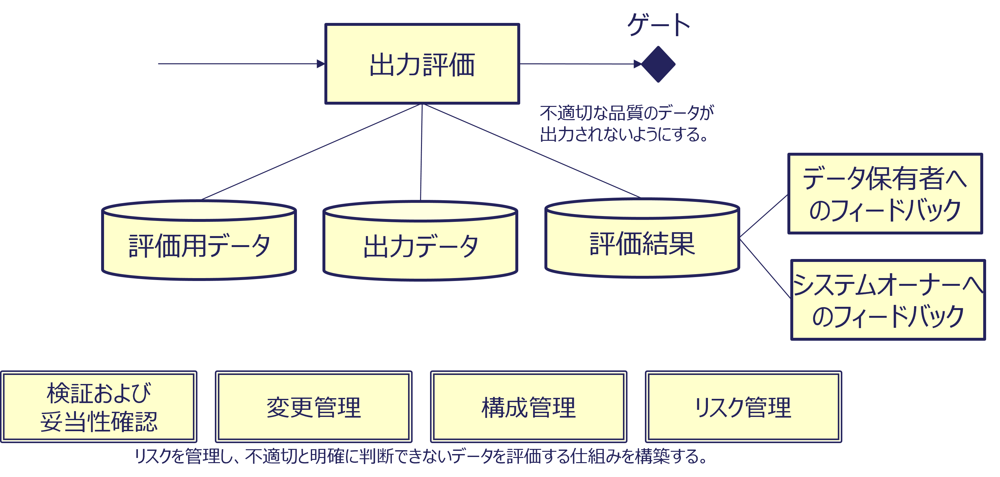 ゲート
出力評価
不適切な品質のデータが
出力されないようにする。
データ保有者へ
のフィードバック
評価用データ
出力データ
評価結果
システムオーナーへ
のフィードバック
検証および
妥当性確認
変更管理
構成管理
リスク管理
リスクを管理し、不適切と明確に判断できないデータを評価する仕組みを構築する。